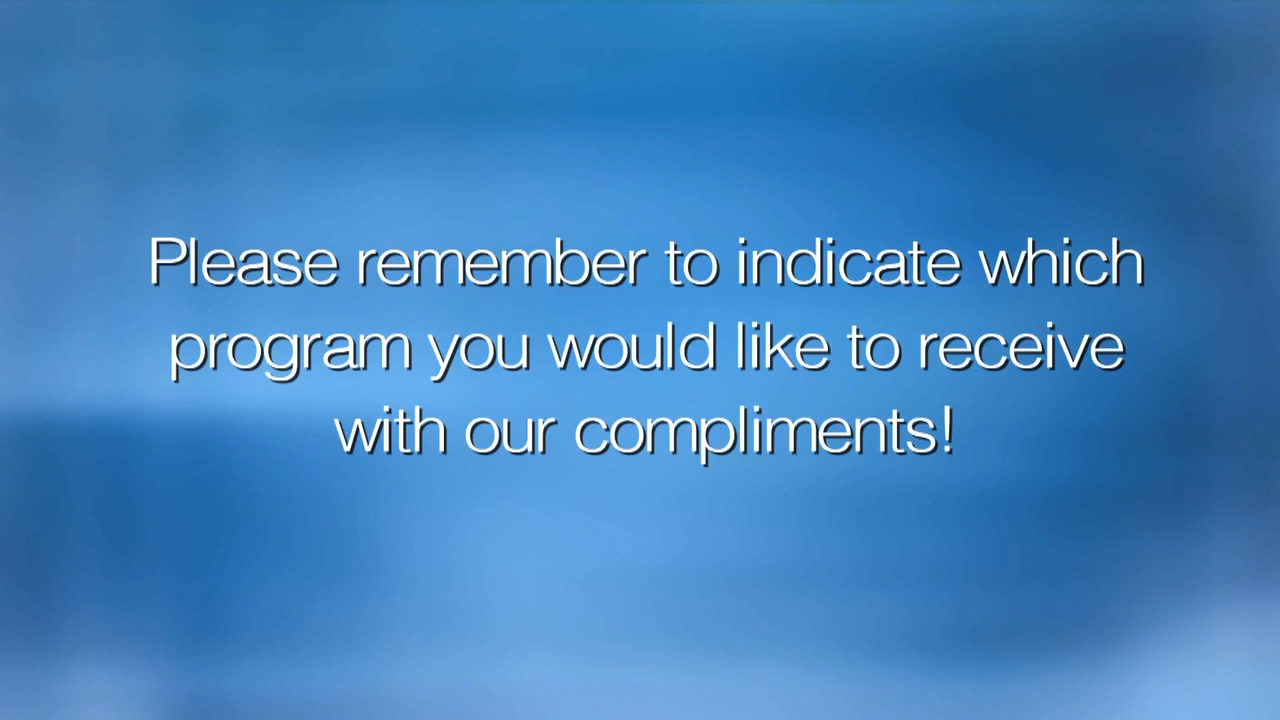 Please remember to indicate which
program you would like to receive
with our compliments!